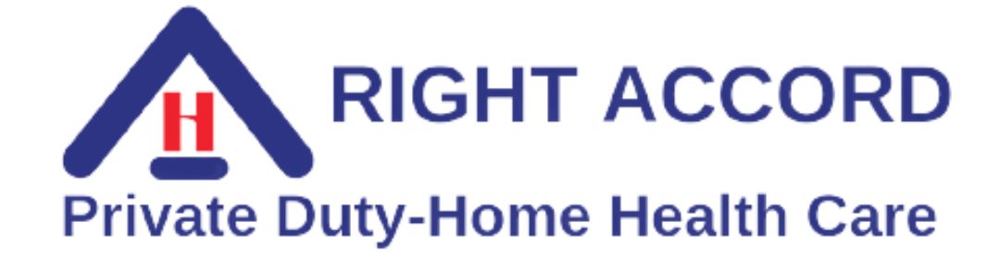 H
RIGHT ACCORD
Private Duty-Home Health Care